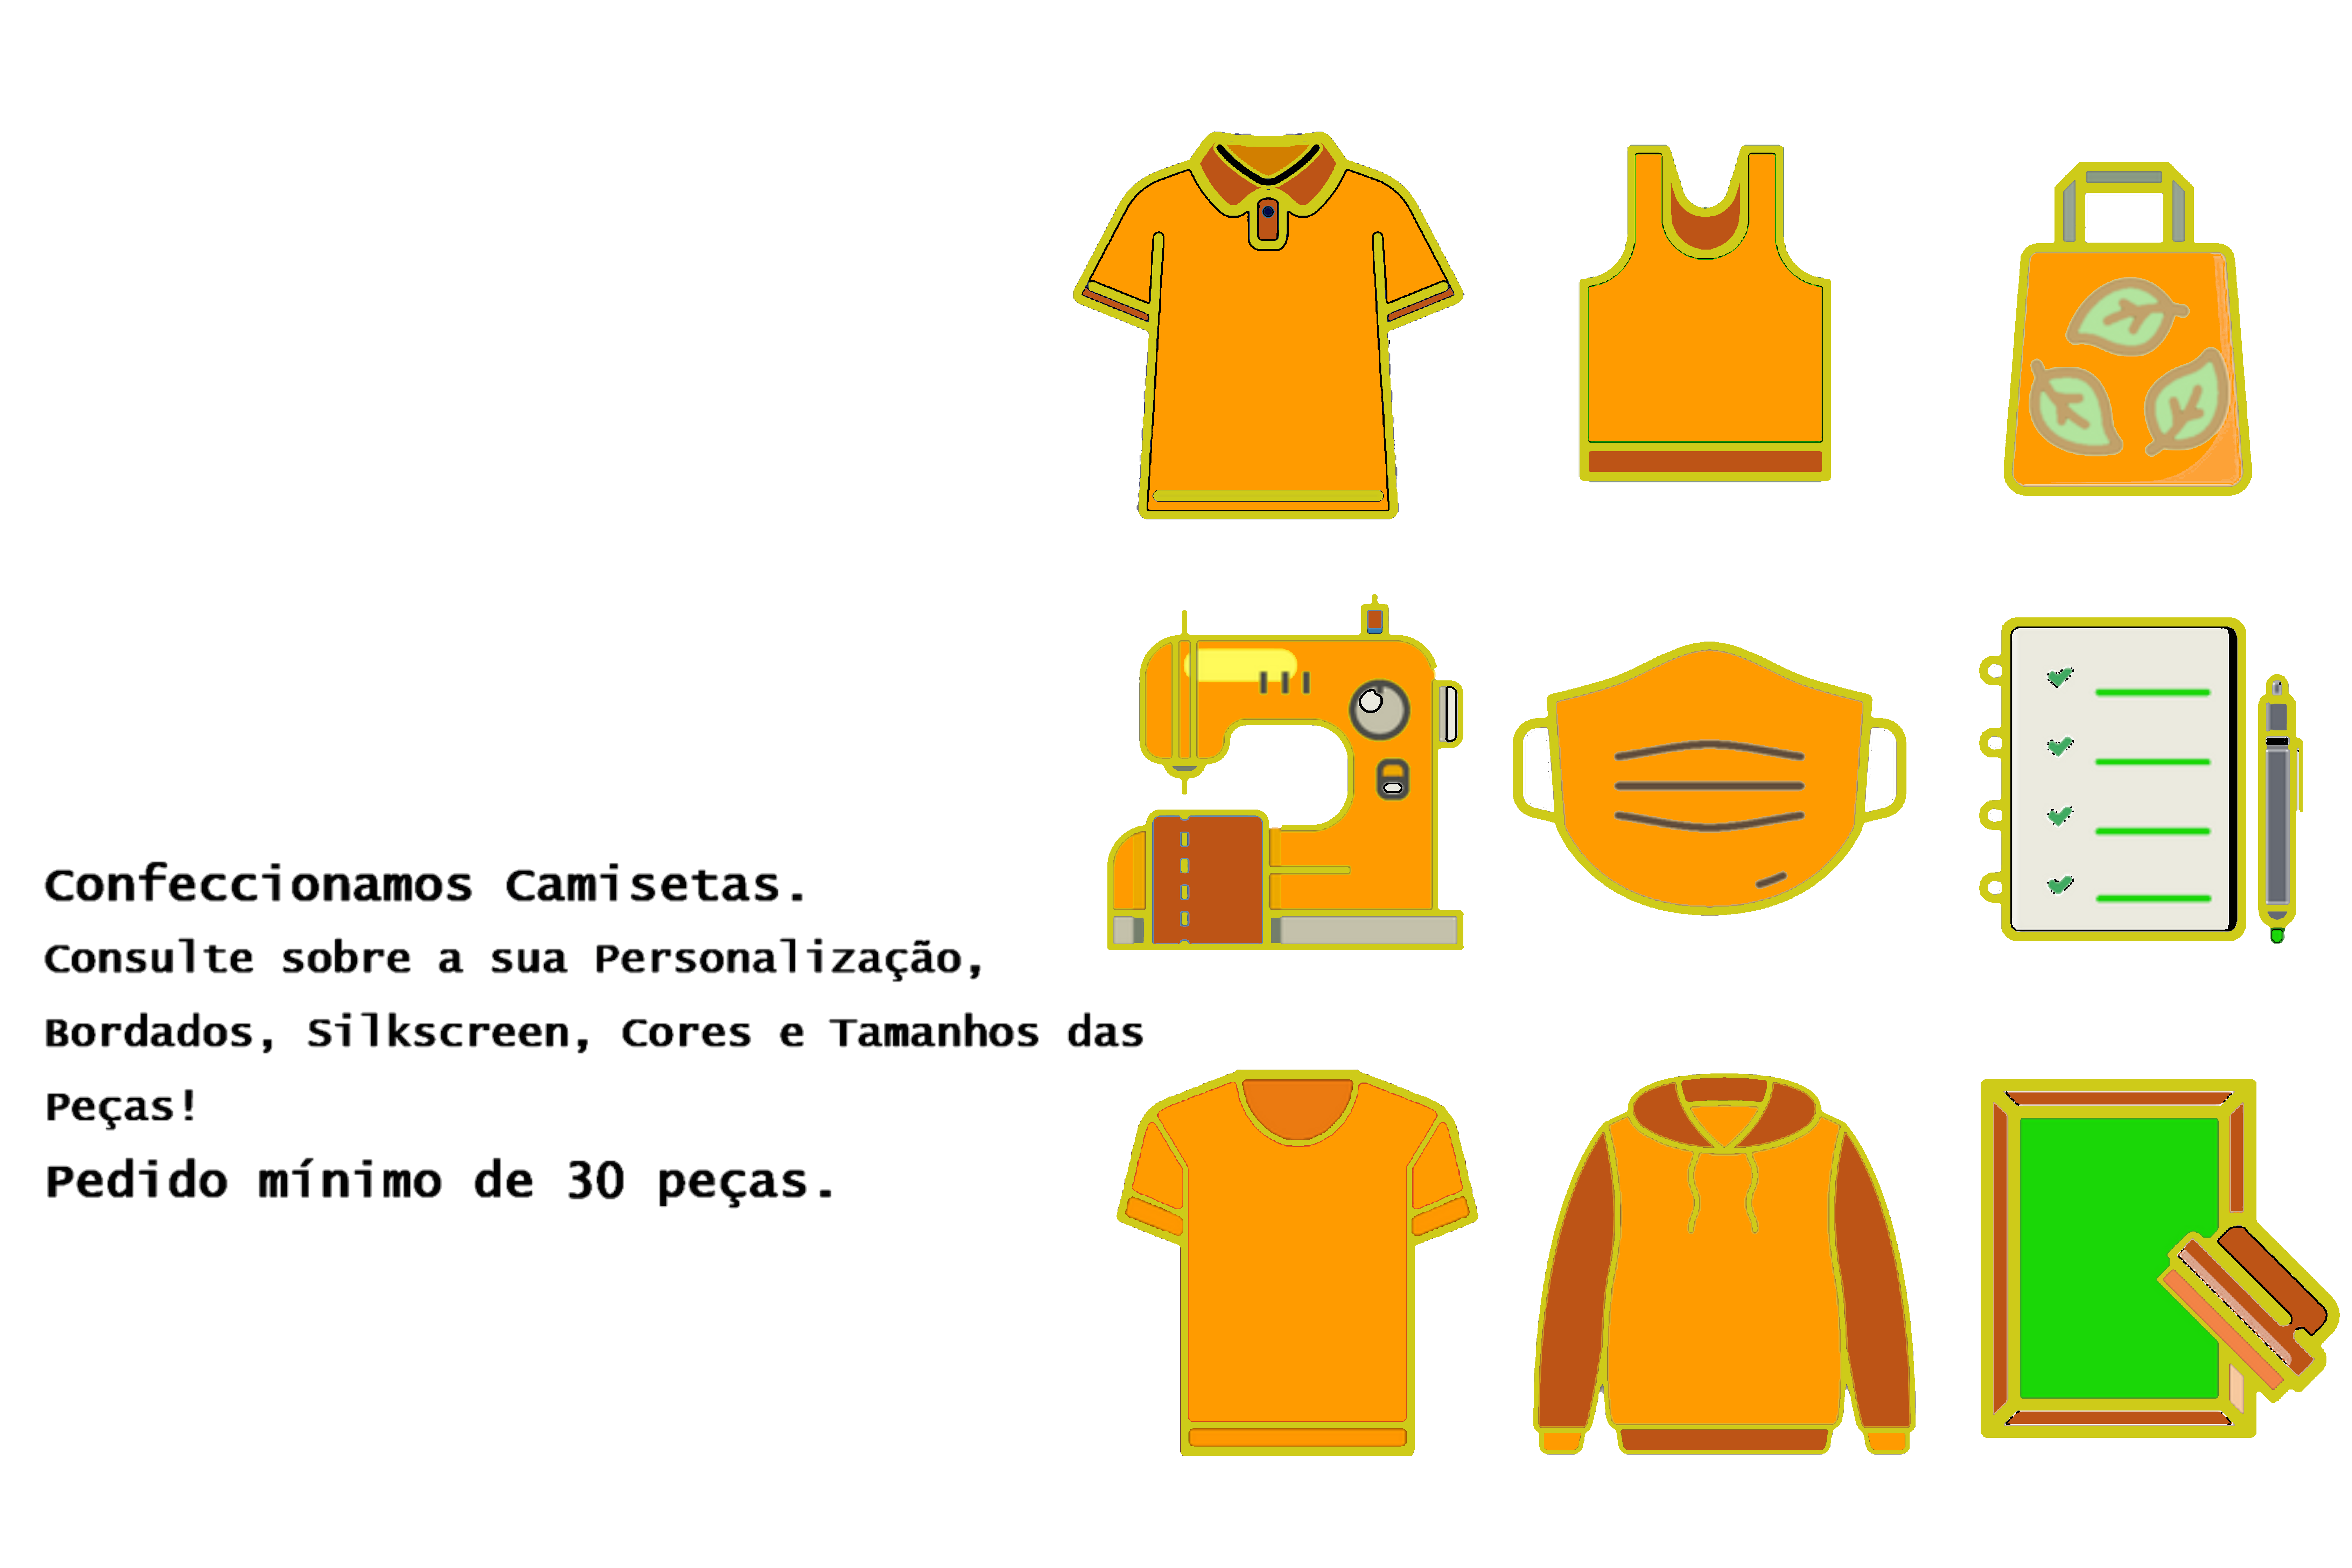 Confeccionamos Camisetas.
Consulte sobre a sua Personalização,
Bordados, Silkscreen, Cores e Tamanhos das
Peças!
Pedido mínimo de 30 peças.